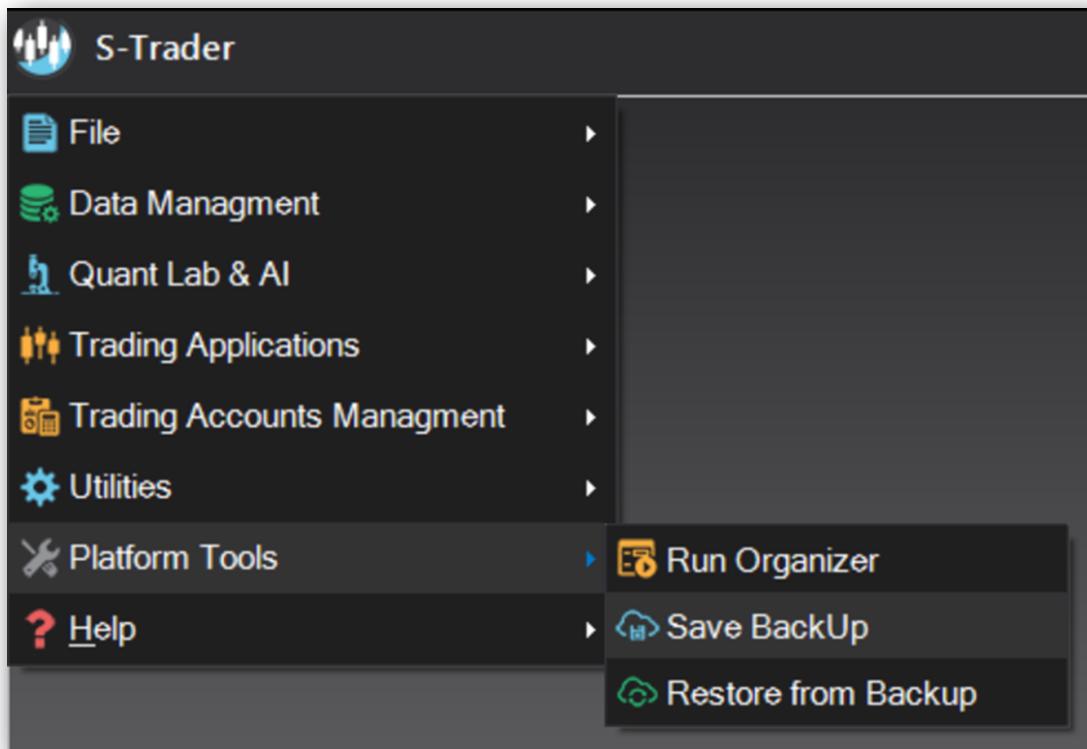 S-Trader
File
Data Managment
Quant Lab & AI
Trading Applications
Trading Accounts Managment
Utilities
Platform Tools
Help
Run Organizer
Save BackUp
Restore from Backup